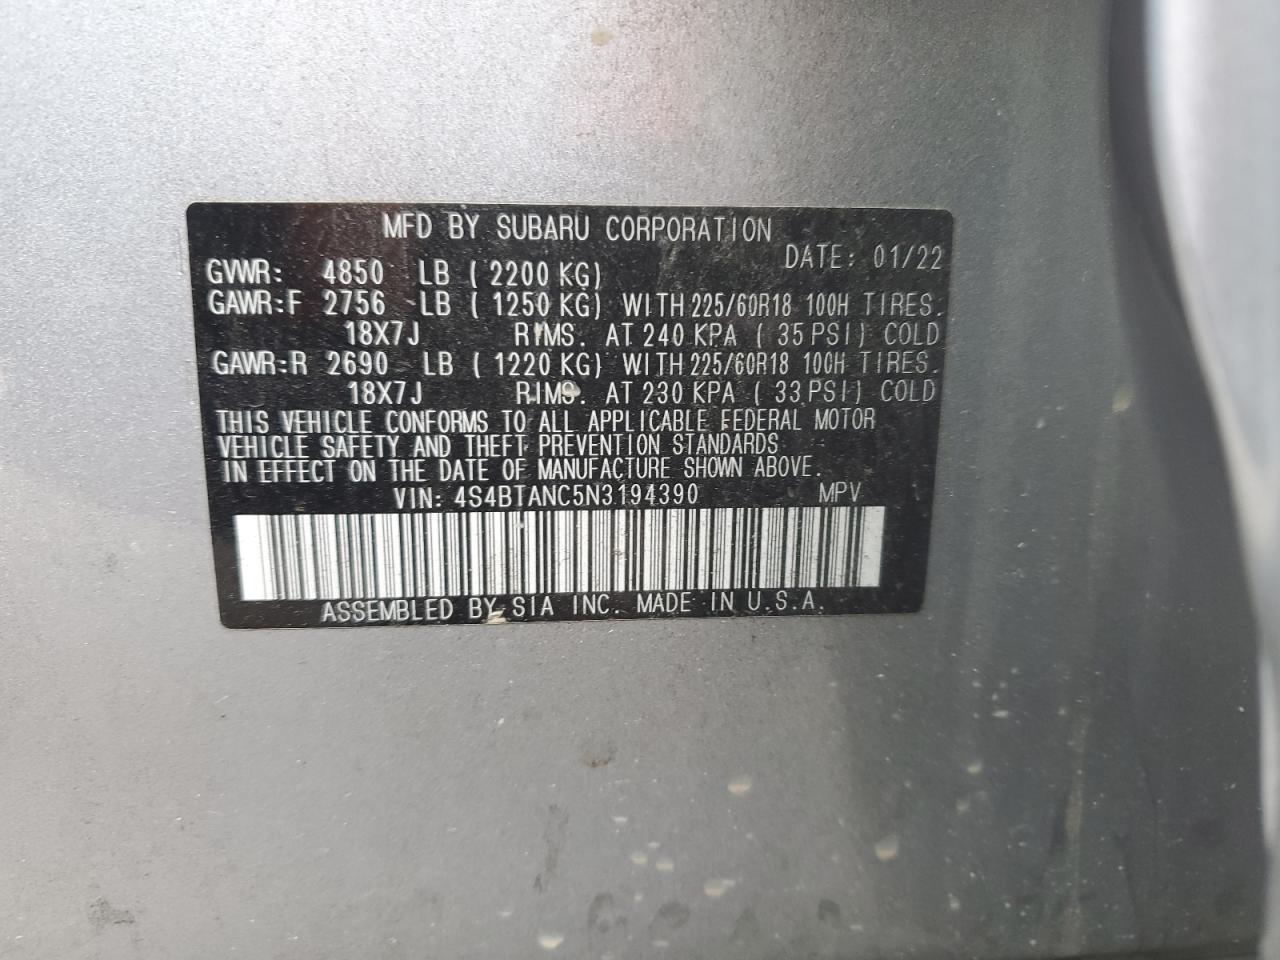 MFD BY SUBARU CORPORATION
DATE: 01/22
GVWR: 4850 LB ( 2200 KG)
GAWR:F 2756 LB ( 1250 KG) WITH 225/60R18 100H TIRES.
18X7J RIMS. AT 240 KPA ( 35 PSI) COLD
GAWR:R 2690 LB ( 1220 KG) WITH 225/60R18 100H TIRES.
18X7J RIMS. AT 230 KPA ( 33 PSI) COLD
THIS VEHICLE CONFORMS TO ALL APPLICABLE FEDERAL MOTOR
VEHICLE SAFETY AND THEFT PREVENTION STANDARDS
IN EFFECT ON THE DATE OF MANUFACTURE SHOWN ABOVE.
VIN: 4S4BTANC5N3194390 MPV
ASSEMBLED BY SIA INC. MADE IN U.S.A.